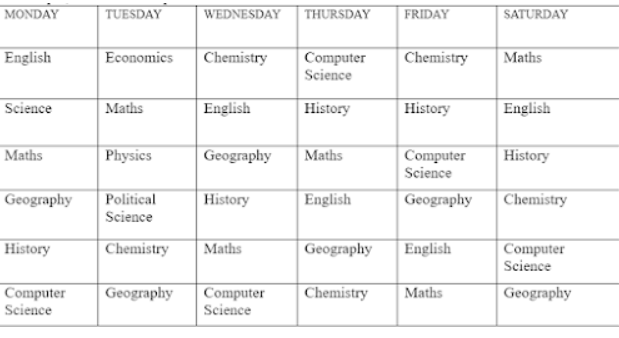 MONDAY TUESDAY WEDNESDAY THURSDAY FRIDAY SATURDAY
English Economics Chemistry Computer Science Chemistry Maths
Science Maths English History History English
Maths Physics Geography Maths Computer Science History
Geography Political Science History English Geography Chemistry
History Chemistry Maths Geography English Computer Science
Computer Science Geography Computer Science Chemistry Maths Geography